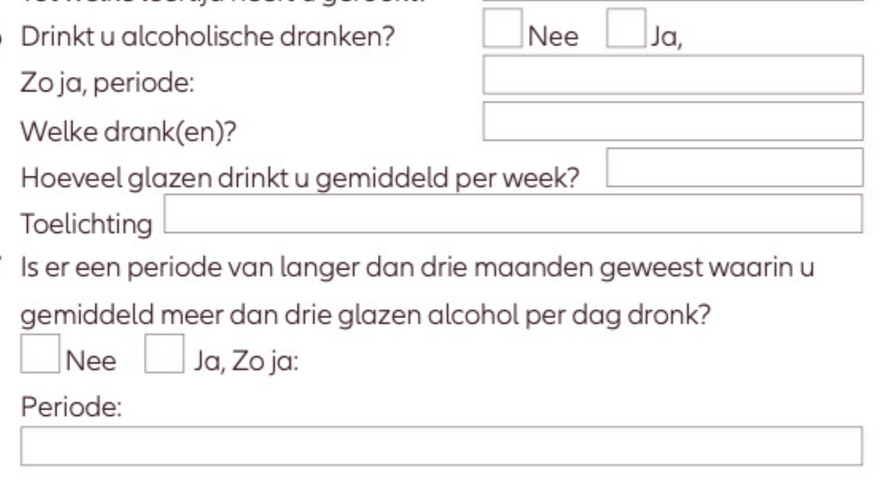 Drinkt u alcoholische dranken? Nee Ja,
Zo ja, periode:
Welke drank(en)?
Hoeveel glazen drinkt u gemiddeld per week?
Toelichting
Is er een periode van langer dan drie maanden geweest waarin u
gemiddeld meer dan drie glazen alcohol per dag dronk?
Nee Ja, Zo ja:
Periode: